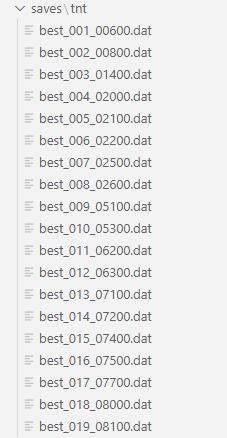 saves\tnt
best_001_00600.dat
best_002_00800.dat
best_003_01400.dat
best_004_02000.dat
best_005_02100.dat
best_006_02200.dat
best_007_02500.dat
best_008_02600.dat
best_009_05100.dat
best_010_05300.dat
best_011_06200.dat
best_012_06300.dat
best_013_07100.dat
best_014_07200.dat
best_015_07400.dat
best_016_07500.dat
best_017_07700.dat
best_018_08000.dat
best_019_08100.dat